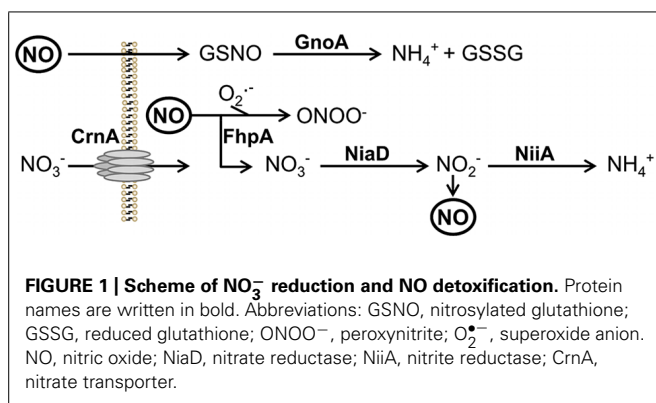 NO GSNO GnoA NH₄⁺ + GSSG
O₂·⁻
NO ONOO⁻
CrnA FhpA
NO₃⁻ NO₃⁻ NiaD NO₂⁻ NiiA NH₄⁺
NO
FIGURE 1 | Scheme of NO₃⁻ reduction and NO detoxification. Protein
names are written in bold. Abbreviations: GSNO, nitrosylated glutathione;
GSSG, reduced glutathione; ONOO⁻, peroxynitrite; O₂•⁻, superoxide anion.
NO, nitric oxide; NiaD, nitrate reductase; NiiA, nitrite reductase; CrnA,
nitrate transporter.